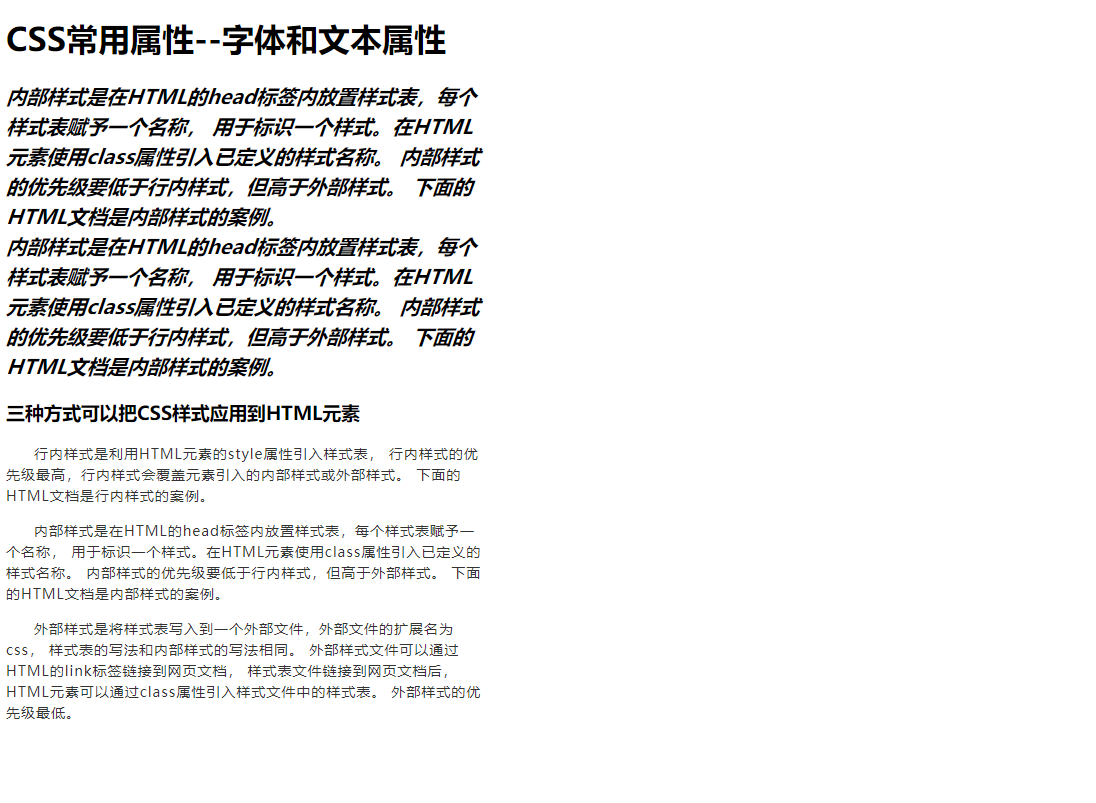 CSS常用属性--字体和文本属性
内部样式是在HTML的head标签内放置样式表，每个
样式表赋予一个名称， 用于标识一个样式。在HTML
元素使用class属性引入已定义的样式名称。 内部样式
的优先级要低于行内样式，但高于外部样式。 下面的
HTML文档是内部样式的案例。
内部样式是在HTML的head标签内放置样式表，每个
样式表赋予一个名称， 用于标识一个样式。在HTML
元素使用class属性引入已定义的样式名称。 内部样式
的优先级要低于行内样式，但高于外部样式。 下面的
HTML文档是内部样式的案例。
三种方式可以把CSS样式应用到HTML元素
行内样式是利用HTML元素的style属性引入样式表， 行内样式的优
先级最高，行内样式会覆盖元素引入的内部样式或外部样式。 下面的
HTML文档是行内样式的案例。
内部样式是在HTML的head标签内放置样式表，每个样式表赋予一
个名称， 用于标识一个样式。在HTML元素使用class属性引入已定义的
样式名称。 内部样式的优先级要低于行内样式，但高于外部样式。 下面
的HTML文档是内部样式的案例。
外部样式是将样式表写入到一个外部文件，外部文件的扩展名为
css， 样式表的写法和内部样式的写法相同。 外部样式文件可以通过
HTML的link标签链接到网页文档， 样式表文件链接到网页文档后，
HTML元素可以通过class属性引入样式文件中的样式表。 外部样式的优
先级最低。